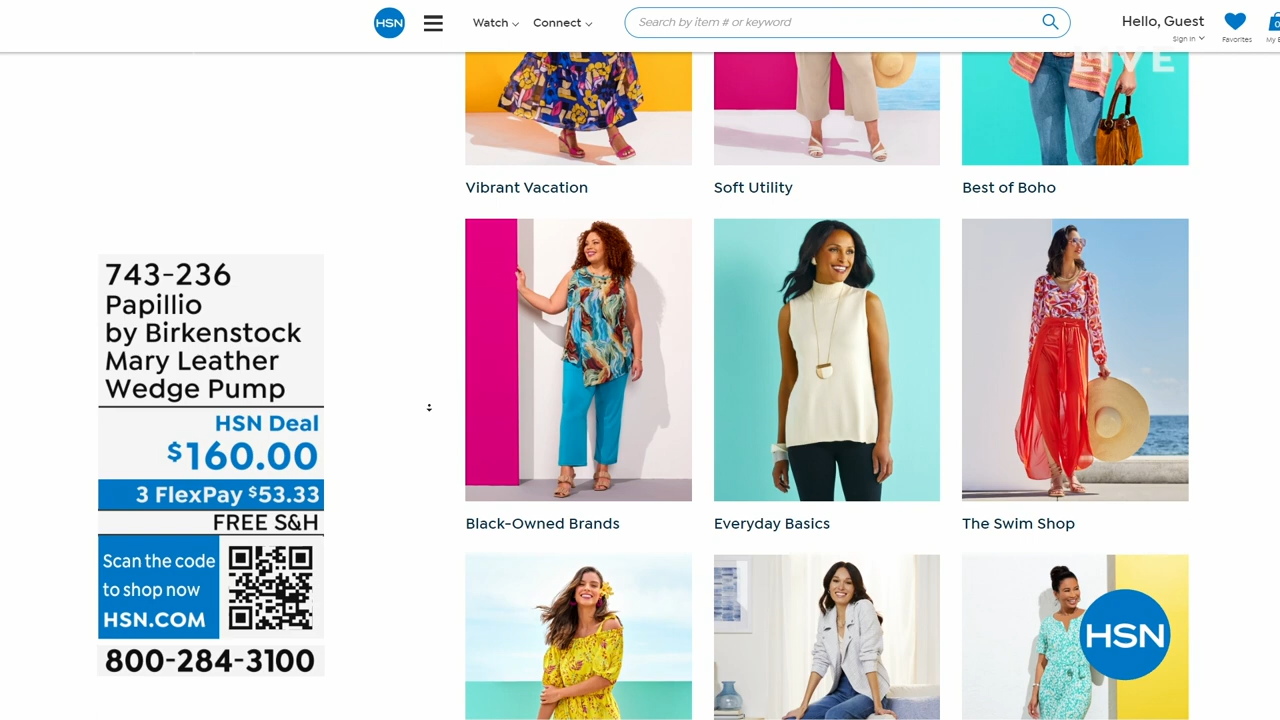 HSN
Watch
Connect
Search by item # or keyword
Hello, Guest
Sign In
Favorites
0
My
LIVE
Vibrant Vacation
Soft Utility
Best of Boho
743-236
Papillio
by Birkenstock
Mary Leather
Wedge Pump
HSN Deal
$160.00
3 FlexPay $53.33
FREE S&H
Scan the code
to shop now
HSN.COM
800-284-3100
Black-Owned Brands
Everyday Basics
The Swim Shop
HSN